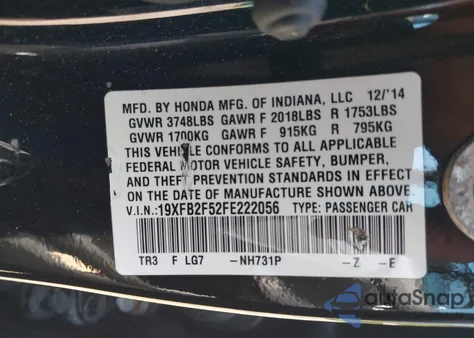 MFD. BY HONDA MFG. OF INDIANA, LLC 12/'14
GVWR 3748LBS GAWR F 2018LBS R 1753LBS
GVWR 1700KG GAWR F 915KG R 795KG
THIS VEHICLE CONFORMS TO ALL APPLICABLE
FEDERAL MOTOR VEHICLE SAFETY, BUMPER,
AND THEFT PREVENTION STANDARDS IN EFFECT
ON THE DATE OF MANUFACTURE SHOWN ABOVE
V.I.N.:19XFB2F52FE222056 TYPE: PASSENGER CAR
TR3 F LG7 -NH731P -Z -E
autaSnap